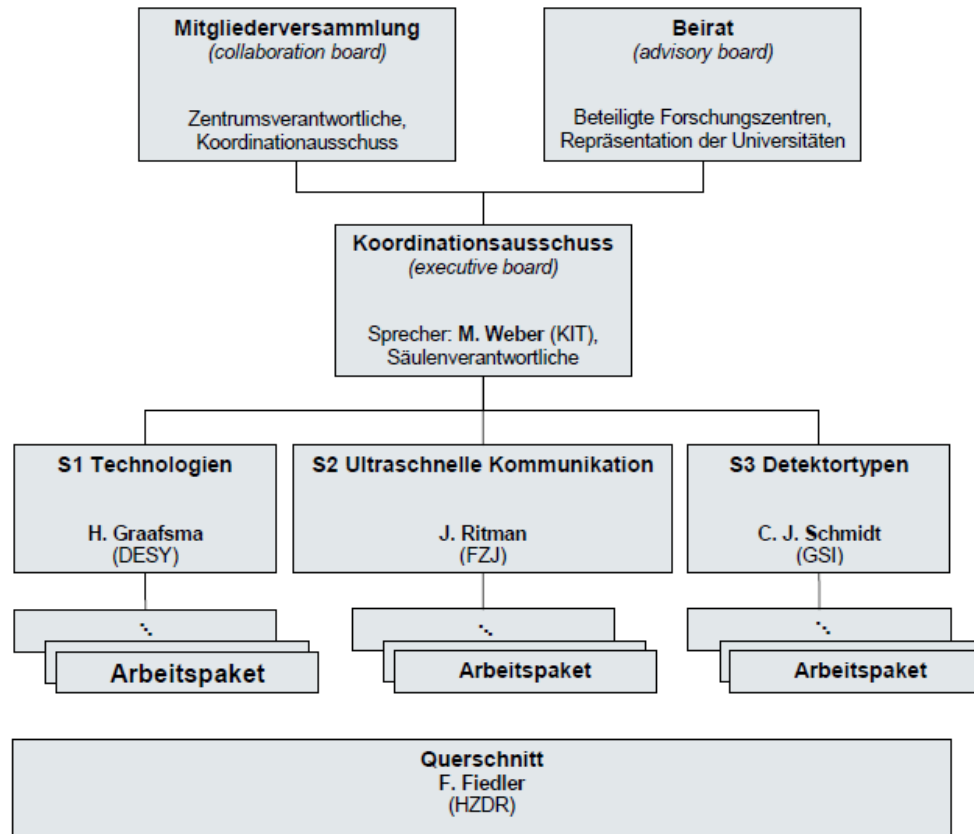 Mitgliederversammlung
(collaboration board)
Zentrumsverantwortliche,
Koordinationausschuss
Beirat
(advisory board)
Beteiligte Forschungszentren,
Repräsentation der Universitäten
Koordinationsausschuss
(executive board)
Sprecher: M. Weber (KIT),
Säulenverantwortliche
S1 Technologien
H. Graafsma
(DESY)
S2 Ultraschnelle Kommunikation
J. Ritman
(FZJ)
S3 Detektortypen
C. J. Schmidt
(GSI)
Arbeitspaket
Arbeitspaket
Arbeitspaket
Querschnitt
F. Fiedler
(HZDR)